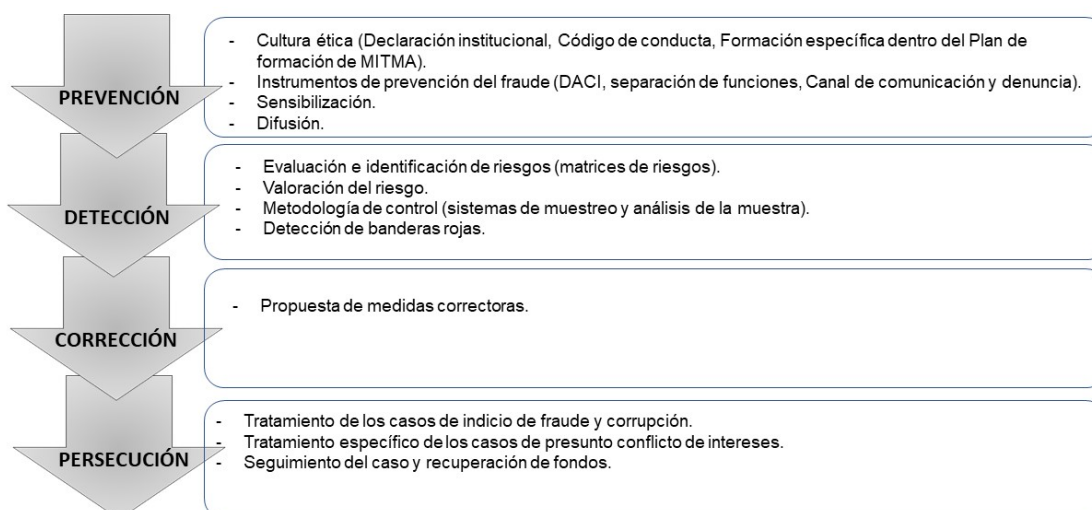 PREVENCIÓN
- Cultura ética (Declaración institucional, Código de conducta, Formación específica dentro del Plan de
formación de MITMA).
- Instrumentos de prevención del fraude (DACI, separación de funciones, Canal de comunicación y denuncia).
- Sensibilización.
- Difusión.
DETECCIÓN
- Evaluación e identificación de riesgos (matrices de riesgos).
- Valoración del riesgo.
- Metodología de control (sistemas de muestreo y análisis de la muestra).
- Detección de banderas rojas.
CORRECCIÓN
- Propuesta de medidas correctoras.
PERSECUCIÓN
- Tratamiento de los casos de indicio de fraude y corrupción.
- Tratamiento específico de los casos de presunto conflicto de intereses.
- Seguimiento del caso y recuperación de fondos.